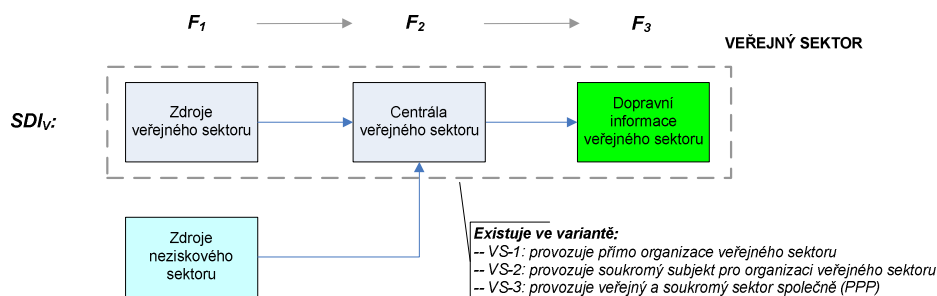 F1 F2 F3
VEŘEJNÝ SEKTOR
SDIV:
Zdroje
veřejného sektoru
Centrála
veřejného sektoru
Dopravní
informace
veřejného sektoru
Zdroje
neziskového
sektoru
Existuje ve variantě:
-- VS-1: provozuje přímo organizace veřejného sektoru
-- VS-2: provozuje soukromý subjekt pro organizaci veřejného sektoru
-- VS-3: provozuje veřejný a soukromý sektor společně (PPP)